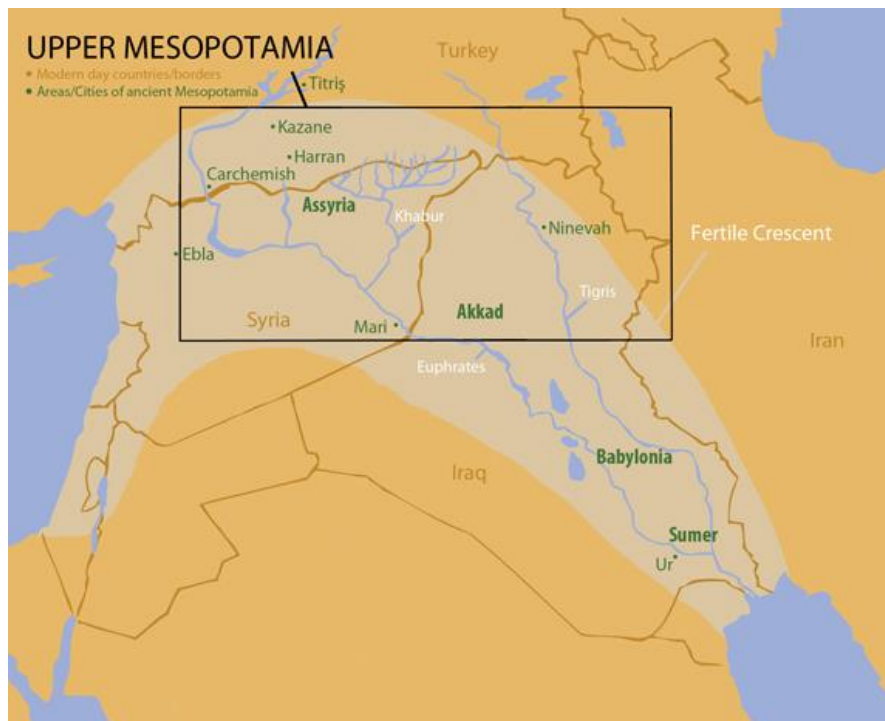 UPPER MESOPOTAMIA
• Modern day countries/borders
• Areas/Cities of ancient Mesopotamia
Turkey
Titriş
Kazane
Harran
Carchemish
Assyria
Khabur
Ninevah
Fertile Crescent
Ebla
Tigris
Syria
Akkad
Mari
Iran
Euphrates
Babylonia
Iraq
Sumer
Ur